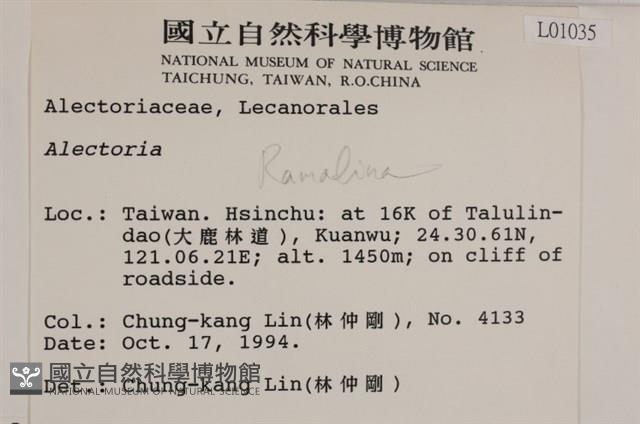 國立自然科學博物館
L01035
NATIONAL MUSEUM OF NATURAL SCIENCE
TAICHUNG, TAIWAN, R.O.CHINA
Alectoriaceae, Lecanorales
Alectoria
Ramalina
Loc.: Taiwan. Hsinchu: at 16K of Talulin-
dao(大鹿林道), Kuanwu; 24.30.61N,
121.06.21E; alt. 1450m; on cliff of
roadside.
Col.: Chung-kang Lin(林仲剛), No. 4133
Date: Oct. 17, 1994.
國立自然科學博物館
Det.: Chung-kang Lin(林仲剛)
NATIONAL MUSEUM OF NATURAL SCIENCE